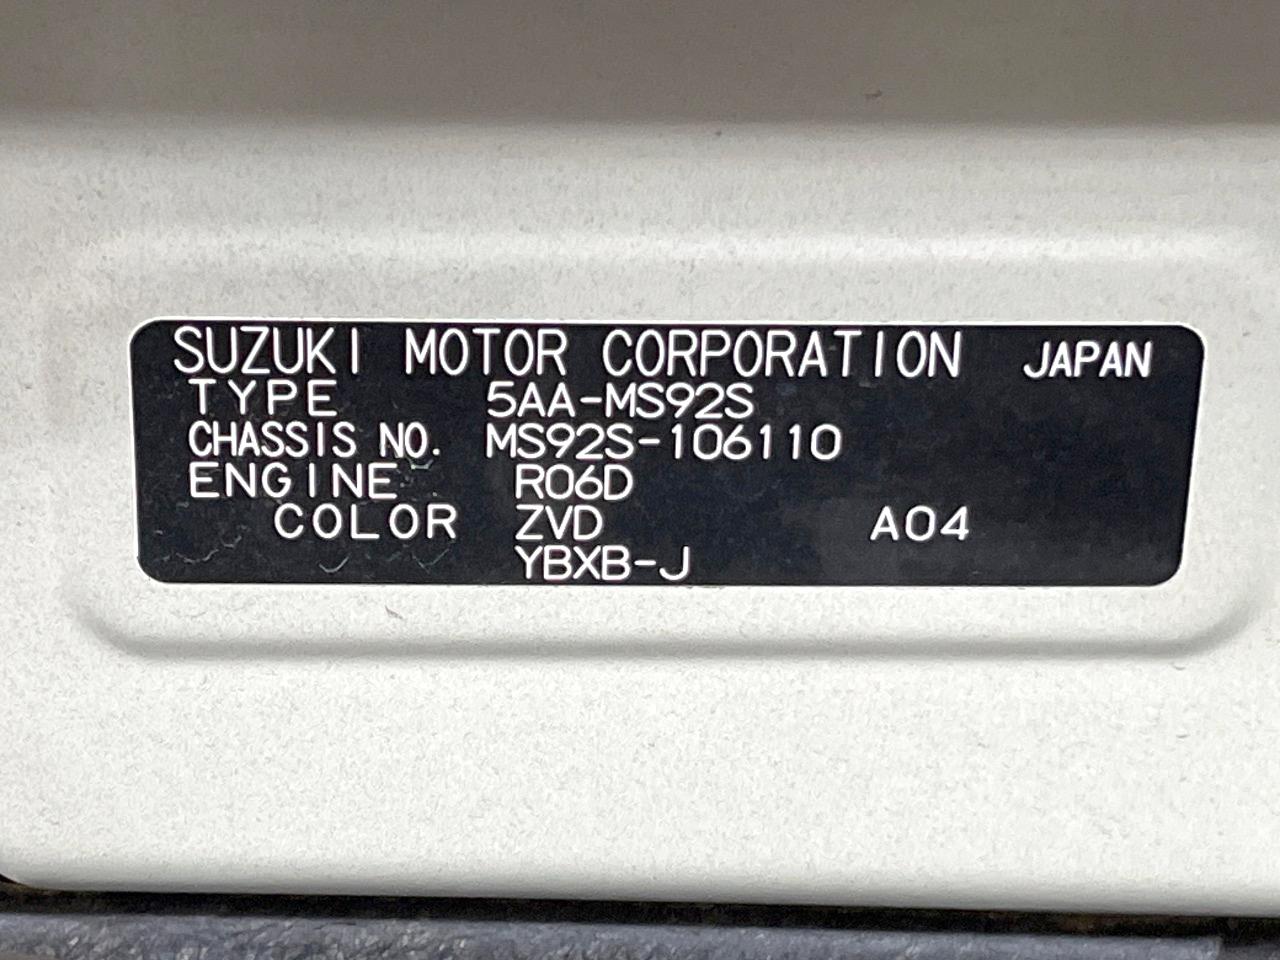 SUZUKI MOTOR CORPORATION JAPAN
TYPE 5AA-MS92S
CHASSIS NO. MS92S-106110
ENGINE R06D
COLOR ZVD A04
YBXB-J